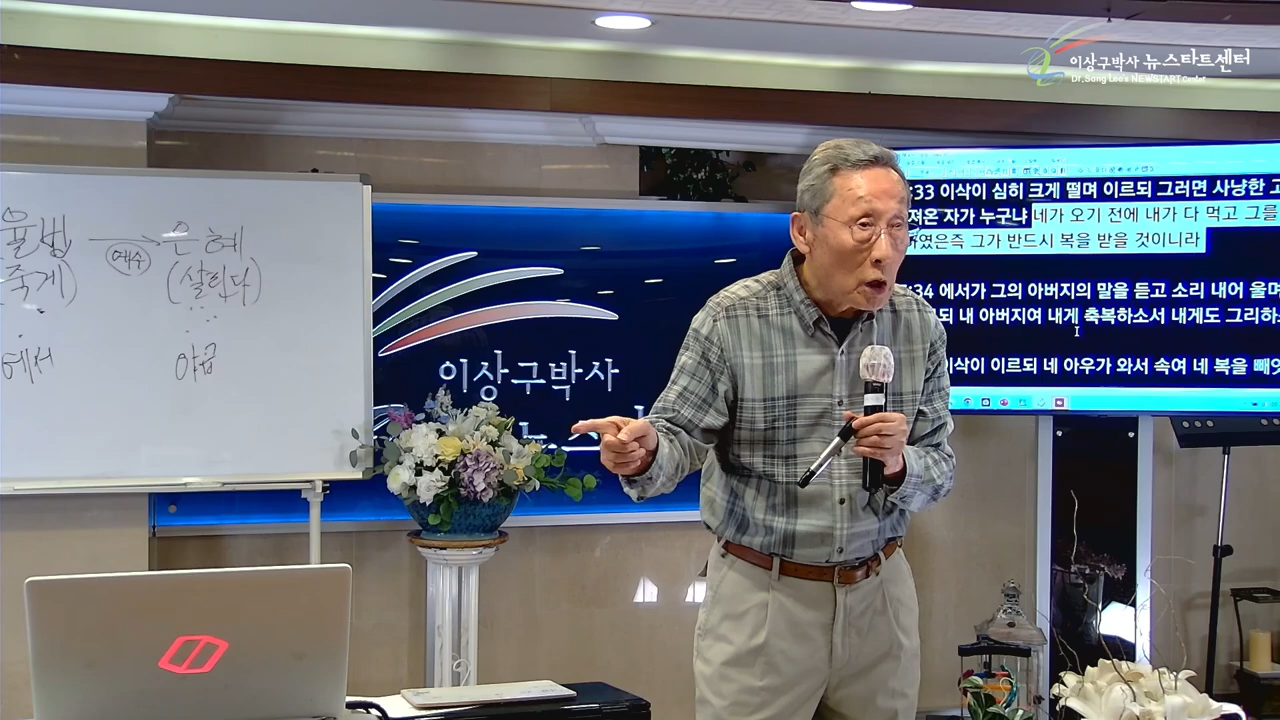 이상구박사 뉴스타트센터
Dr. Sang Lee's NEWSTART Center
율법 → 은혜
예수
(죽게) (살린다)
에서 야곱
이상구박사
뉴스
:33 이삭이 심히 크게 떨며 이르되 그러면 사냥한 고
져온 자가 누구냐 네가 오기 전에 내가 다 먹고 그를
하였은즉 그가 반드시 복을 받을 것이니라
:34 에서가 그의 아버지의 말을 듣고 소리 내어 울며
되 내 아버지여 내게 축복하소서 내게도 그리하소
이삭이 이르되 네 아우가 와서 속여 네 복을 빼앗